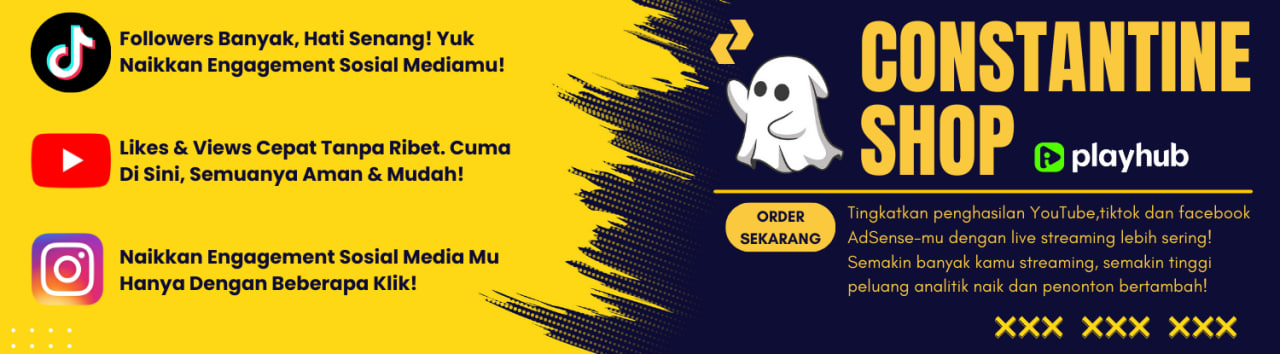 Followers Banyak, Hati Senang! Yuk
Naikkan Engagement Sosial Mediamu!
Likes & Views Cepat Tanpa Ribet. Cuma
Di Sini, Semuanya Aman & Mudah!
Naikkan Engagement Sosial Media Mu
Hanya Dengan Beberapa Klik!
CONSTANTINE
SHOP
playhub
ORDER
SEKARANG
Tingkatkan penghasilan YouTube,tiktok dan facebook
AdSense-mu dengan live streaming lebih sering!
Semakin banyak kamu streaming, semakin tinggi
peluang analitik naik dan penonton bertambah!